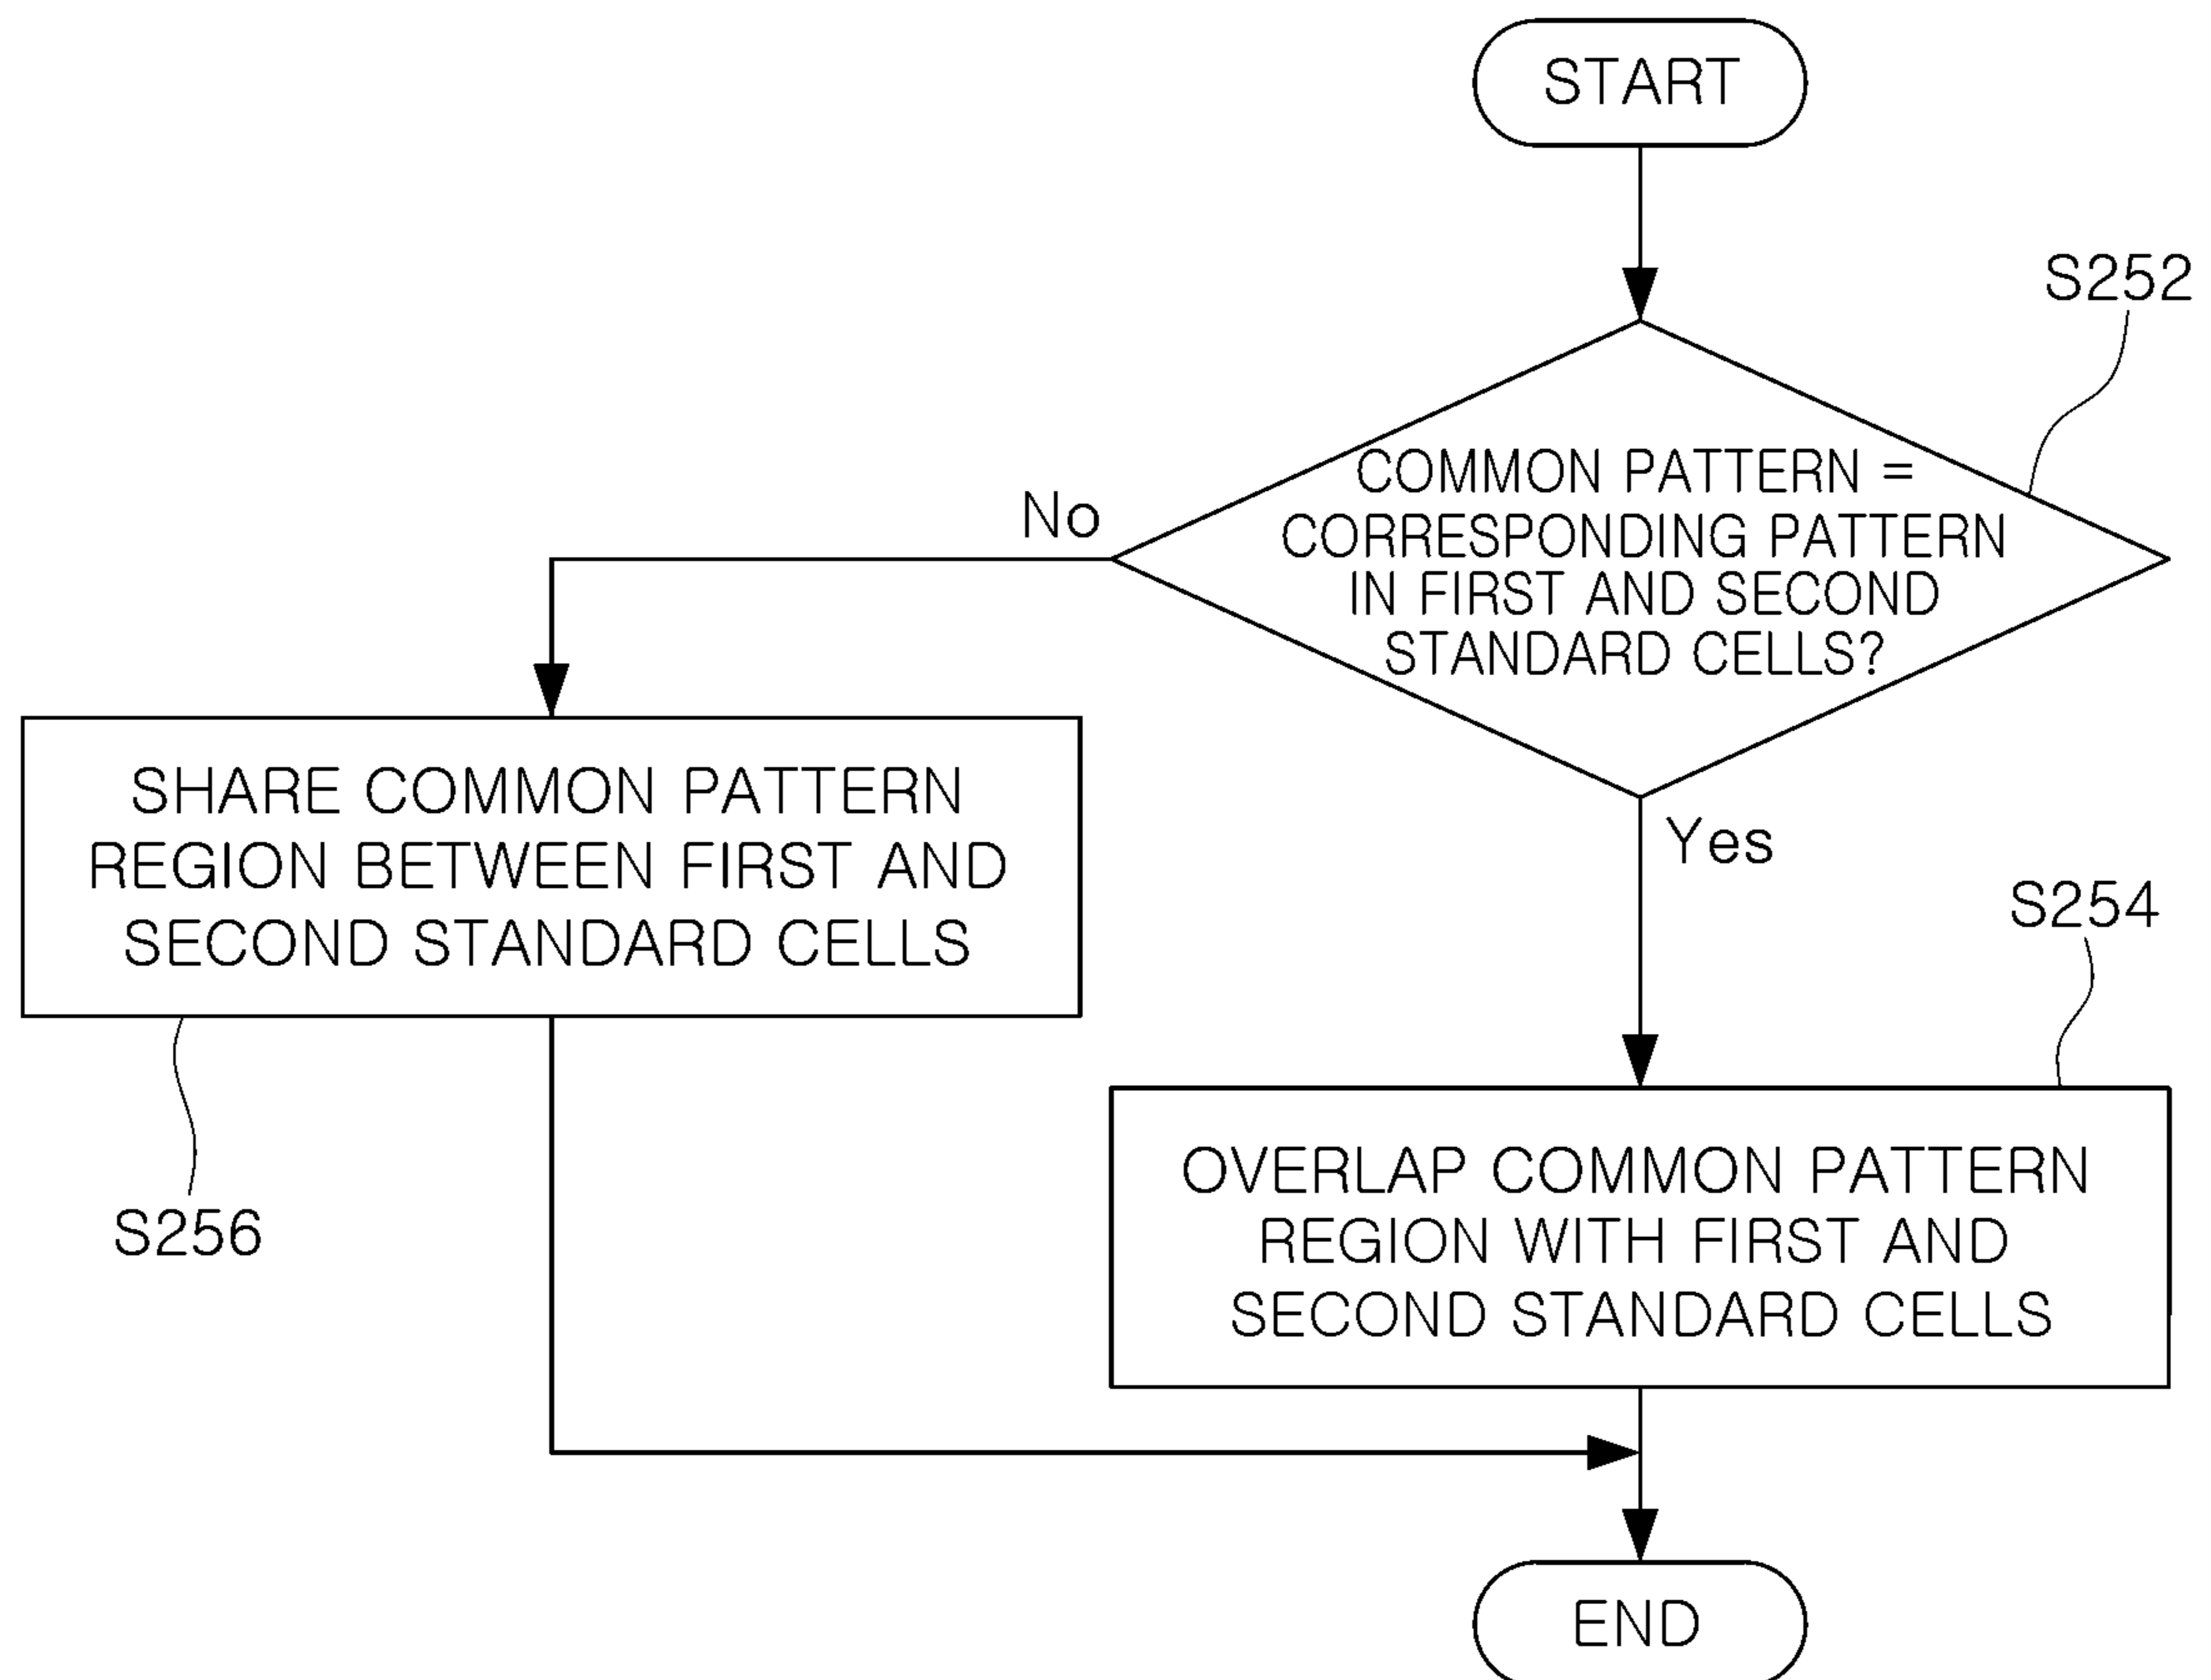 START
S252
COMMON PATTERN =
CORRESPONDING PATTERN
IN FIRST AND SECOND
STANDARD CELLS?
No
Yes
SHARE COMMON PATTERN
REGION BETWEEN FIRST AND
SECOND STANDARD CELLS
S256
S254
OVERLAP COMMON PATTERN
REGION WITH FIRST AND
SECOND STANDARD CELLS
END